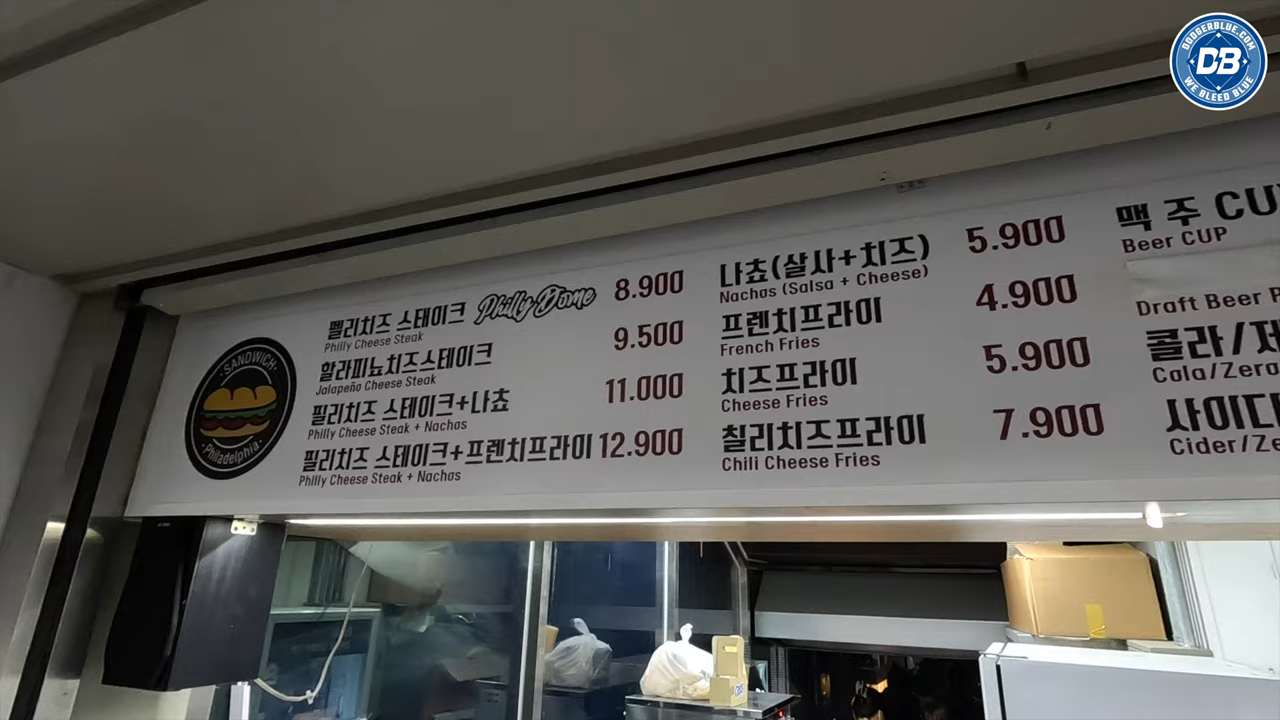 DODGERBLUE.COM
DB
WE BLEED BLUE
SANDWICH
Philadelphia
멜리치즈 스테이크 Philly Dome 8.900
Philly Cheese Steak
할라피뇨치즈스테이크 9.500
Jalapeño Cheese Steak
필리치즈 스테이크+나쵸 11.000
Philly Cheese Steak + Nachos
필리치즈 스테이크+프렌치프라이 12.900
Philly Cheese Steak + Nachos
나쵸(살사+치즈) 5.900
Nachos (Salsa + Cheese)
프렌치프라이 4.900
French Fries
치즈프라이 5.900
Cheese Fries
칠리치즈프라이 7.900
Chili Cheese Fries
맥 주 CU
Beer CUP
Draft Beer
콜라/제
Cola/Zero
사이다
Cider/Ze